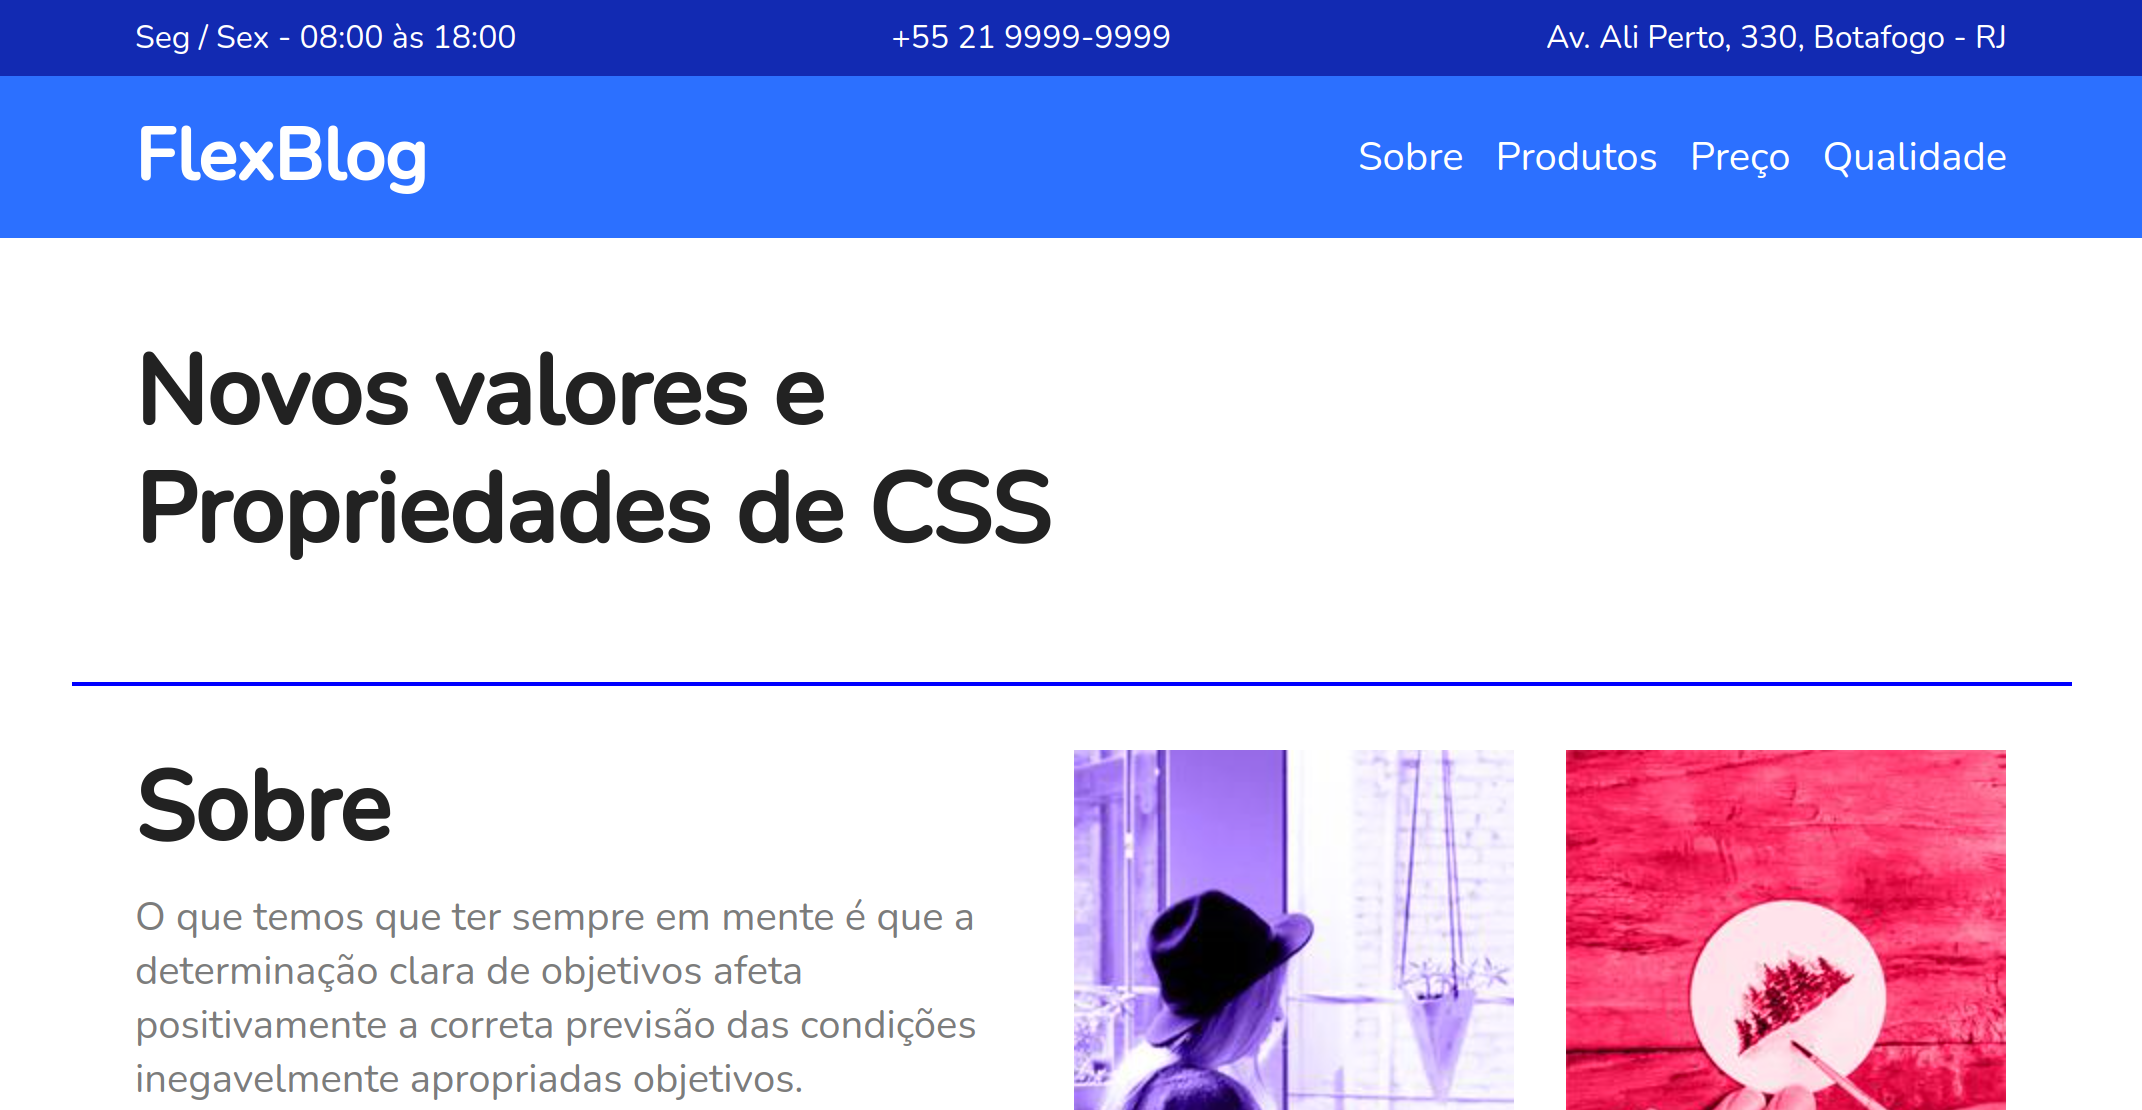 Seg / Sex - 08:00 às 18:00
+55 21 9999-9999
Av. Ali Perto, 330, Botafogo - RJ
FlexBlog
Sobre Produtos Preço Qualidade
Novos valores e
Propriedades de CSS
Sobre
O que temos que ter sempre em mente é que a
determinação clara de objetivos afeta
positivamente a correta previsão das condições
inegavelmente apropriadas objetivos.